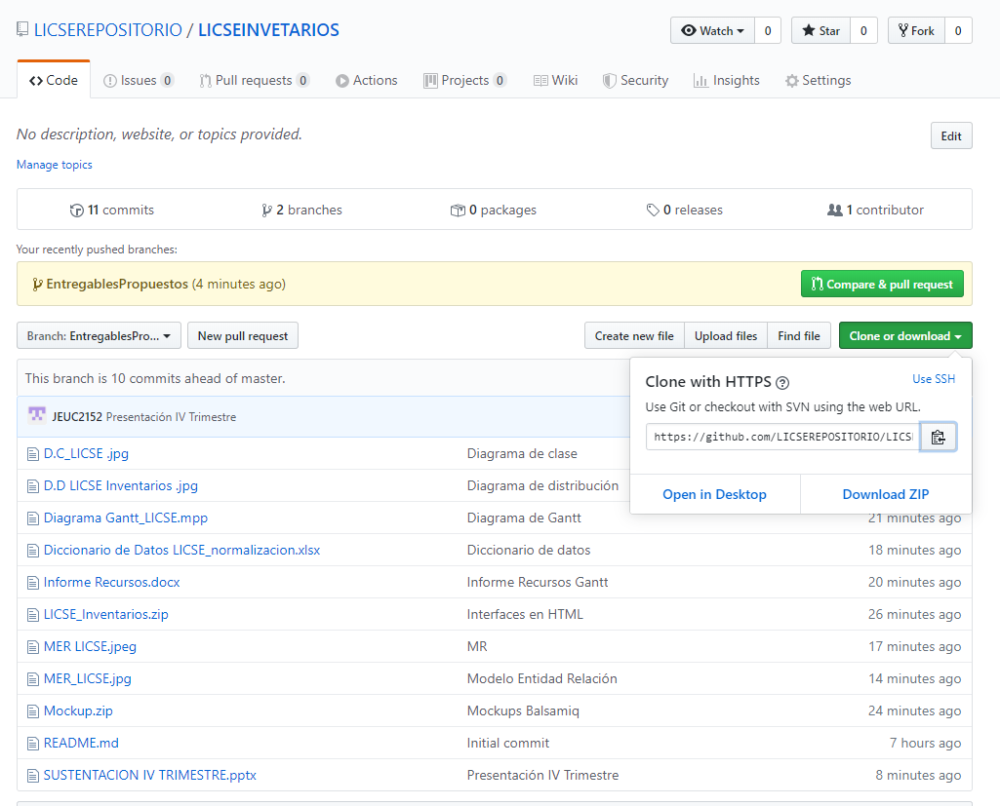 LICSEREPOSITORIO / LICSEINVETARIOS
Watch 0 Star 0 Fork 0
Code Issues 0 Pull requests 0 Actions Projects 0 Wiki Security Insights Settings
No description, website, or topics provided. Edit
Manage topics
11 commits 2 branches 0 packages 0 releases 1 contributor
Your recently pushed branches:
EntregablesPropuestos (4 minutes ago) Compare & pull request
Branch: EntregablesPro... New pull request Create new file Upload files Find file Clone or download
This branch is 10 commits ahead of master.
Clone with HTTPS ? Use SSH
Use Git or checkout with SVN using the web URL.
https://github.com/LICSEREPOSITORIO/LICSI
Open in Desktop Download ZIP
JEUC2152 Presentación IV Trimestre
D.C_LICSE .jpg Diagrama de clase
D.D LICSE Inventarios .jpg Diagrama de distribución
Diagrama Gantt_LICSE.mpp Diagrama de Gantt 21 minutes ago
Diccionario de Datos LICSE_normalizacion.xlsx Diccionario de datos 18 minutes ago
Informe Recursos.docx Informe Recursos Gantt 20 minutes ago
LICSE_Inventarios.zip Interfaces en HTML 26 minutes ago
MER LICSE.jpeg MR 17 minutes ago
MER_LICSE.jpg Modelo Entidad Relación 14 minutes ago
Mockup.zip Mockups Balsamiq 24 minutes ago
README.md Initial commit 7 hours ago
SUSTENTACION IV TRIMESTRE.pptx Presentación IV Trimestre 8 minutes ago